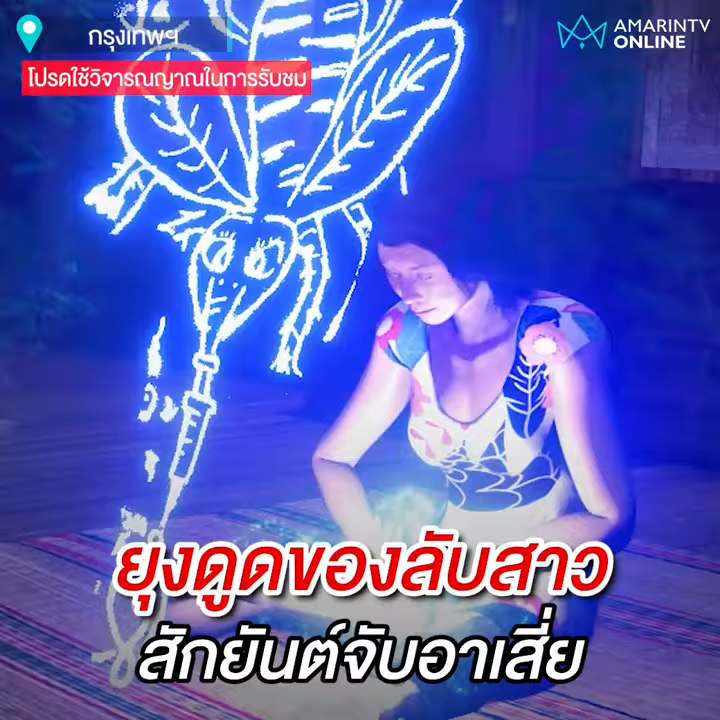 กรุงเทพฯ
AMARINTV
ONLINE
โปรดใช้วิจารณญาณในการรับชม
ยุงดูดของลับสาว
สักยันต์จับอาเสี่ย